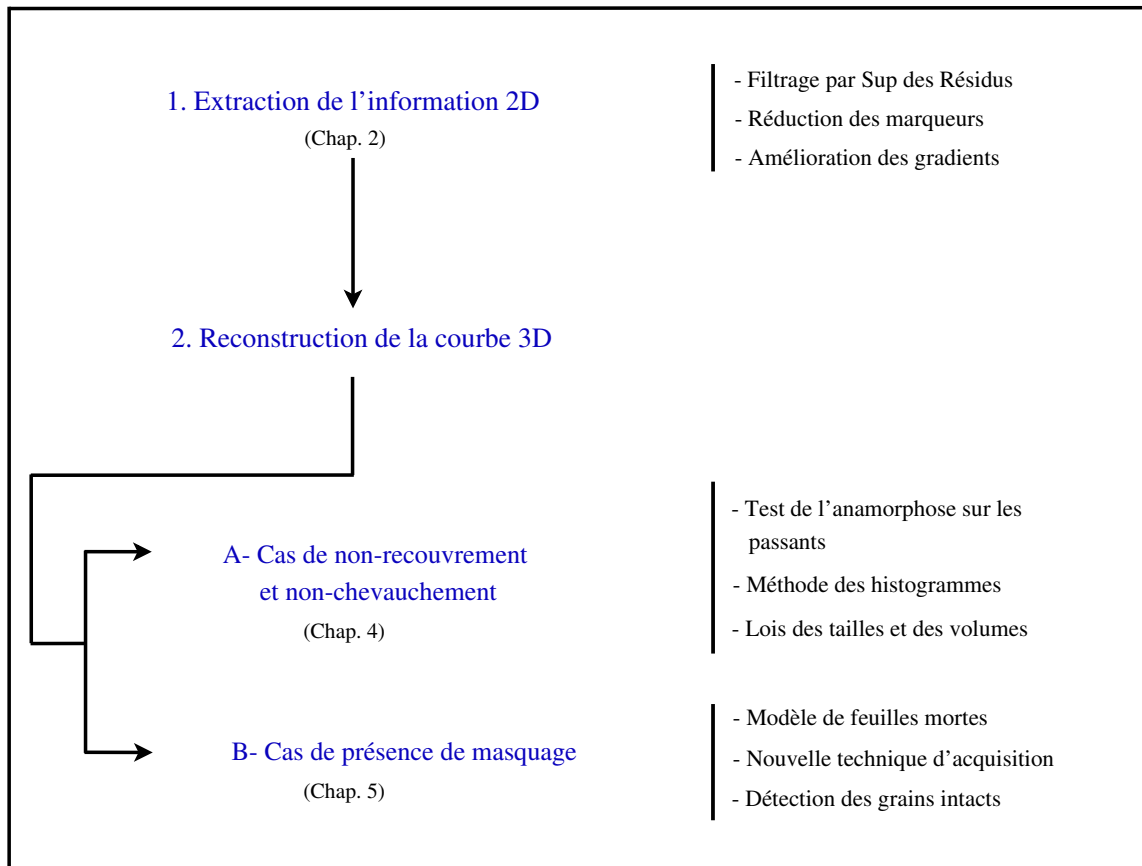 1. Extraction de l'information 2D
(Chap. 2)
- Filtrage par Sup des Résidus
- Réduction des marqueurs
- Amélioration des gradients
2. Reconstruction de la courbe 3D
A- Cas de non-recouvrement
et non-chevauchement
(Chap. 4)
- Test de l'anamorphose sur les
passants
- Méthode des histogrammes
- Lois des tailles et des volumes
B- Cas de présence de masquage
(Chap. 5)
- Modèle de feuilles mortes
- Nouvelle technique d'acquisition
- Détection des grains intacts